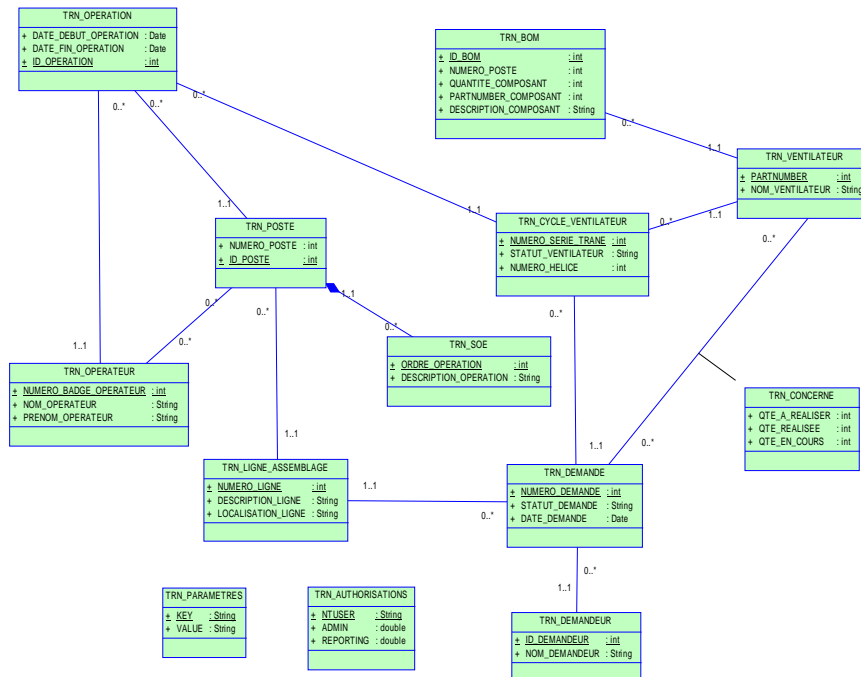 TRN_OPERATION
+ DATE_DEBUT_OPERATION : Date
+ DATE_FIN_OPERATION : Date
+ ID_OPERATION : int
TRN_BOM
+ ID_BOM : int
+ NUMERO_POSTE : int
+ QUANTITE_COMPOSANT : int
+ PARTNUMBER_COMPOSANT : int
+ DESCRIPTION_COMPOSANT : String
0..*
0..*
0..*
0..*
1..1
TRN_VENTILATEUR
+ PARTNUMBER : int
+ NOM_VENTILATEUR : String
1..1
1..1
0..*
1..1
0..*
TRN_POSTE
+ NUMERO_POSTE : int
+ ID_POSTE : int
TRN_CYCLE_VENTILATEUR
+ NUMERO_SERIE_TRANE : int
+ STATUT_VENTILATEUR : String
+ NUMERO_HELICE : int
0..*
0..*
1..1
0..*
0..*
1..1
0..*
TRN_SOE
+ ORDRE_OPERATION : int
+ DESCRIPTION_OPERATION : String
TRN_OPERATEUR
+ NUMERO_BADGE_OPERATEUR : int
+ NOM_OPERATEUR : String
+ PRENOM_OPERATEUR : String
TRN_CONCERNE
+ QTE_A_REALISER : int
+ QTE_REALISEE : int
+ QTE_EN_COURS : int
1..1
1..1
0..*
TRN_LIGNE_ASSEMBLAGE
+ NUMERO_LIGNE : int
+ DESCRIPTION_LIGNE : String
+ LOCALISATION_LIGNE : String
1..1
0..*
TRN_DEMANDE
+ NUMERO_DEMANDE : int
+ STATUT_DEMANDE : String
+ DATE_DEMANDE : Date
0..*
1..1
TRN_PARAMETRES
+ KEY : String
+ VALUE : String
TRN_AUTHORISATIONS
+ NTUSER : String
+ ADMIN : double
+ REPORTING : double
TRN_DEMANDEUR
+ ID_DEMANDEUR : int
+ NOM_DEMANDEUR : String